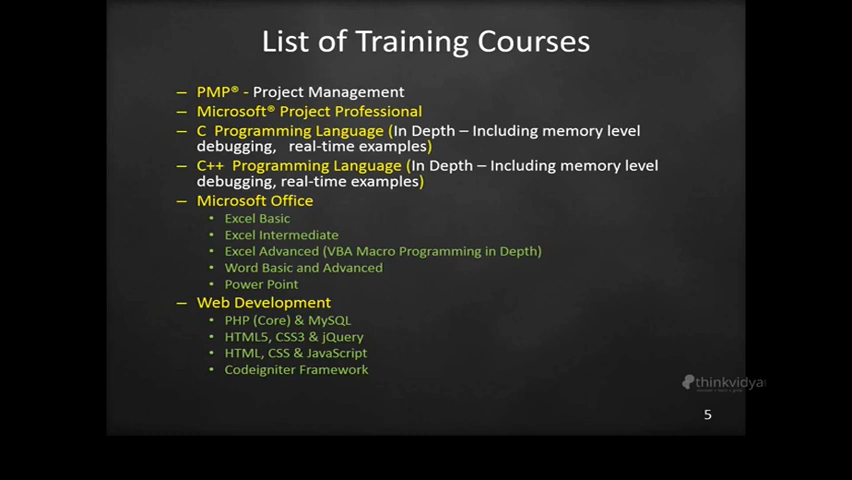 List of Training Courses
– PMP® - Project Management
– Microsoft® Project Professional
– C Programming Language (In Depth – Including memory level
debugging, real-time examples)
– C++ Programming Language (In Depth – Including memory level
debugging, real-time examples)
– Microsoft Office
• Excel Basic
• Excel Intermediate
• Excel Advanced (VBA Macro Programming in Depth)
• Word Basic and Advanced
• Power Point
– Web Development
• PHP (Core) & MySQL
• HTML5, CSS3 & jQuery
• HTML, CSS & JavaScript
• Codeigniter Framework
thinkvidya
5